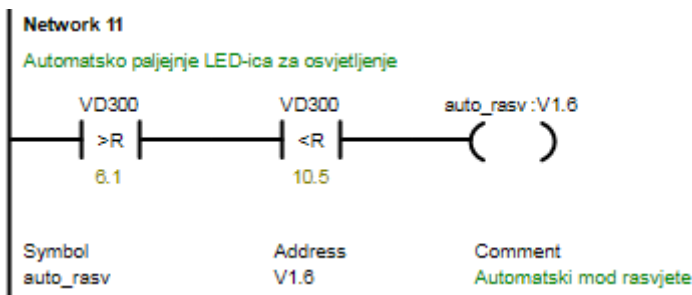 Network 11
Automatsko paljejnje LED-ica za osvjetljenje
VD300 VD300 auto_rasv:V1.6
>R <R
6.1 10.5
Symbol Address Comment
auto_rasv V1.6 Automatski mod rasvjete